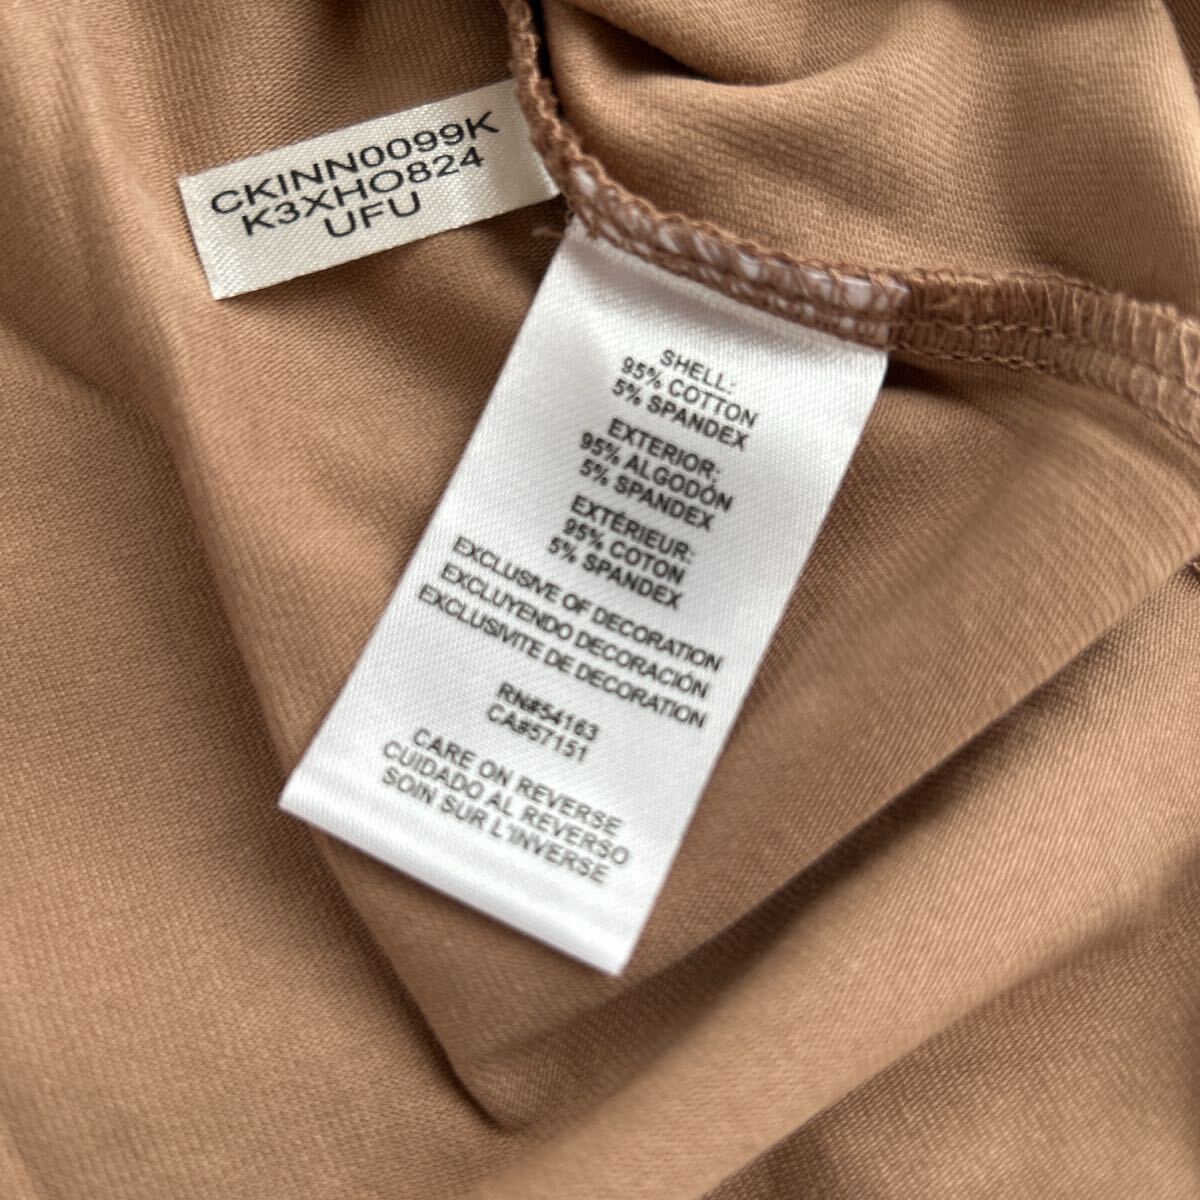 CKINN0099K
K3XHO824
UFU
SHELL:
95% COTTON
5% SPANDEX
EXTERIOR:
95% ALGODÓN
5% SPANDEX
EXTÉRIEUR:
95% COTON
5% SPANDEX
EXCLUSIVE OF DECORATION
EXCLUYENDO DECORACIÓN
EXCLUSIVITE DE DECORATION
RN#54163
CA#57151
CARE ON REVERSE
CUIDADO AL REVERSO
SOIN SUR L'INVERSE